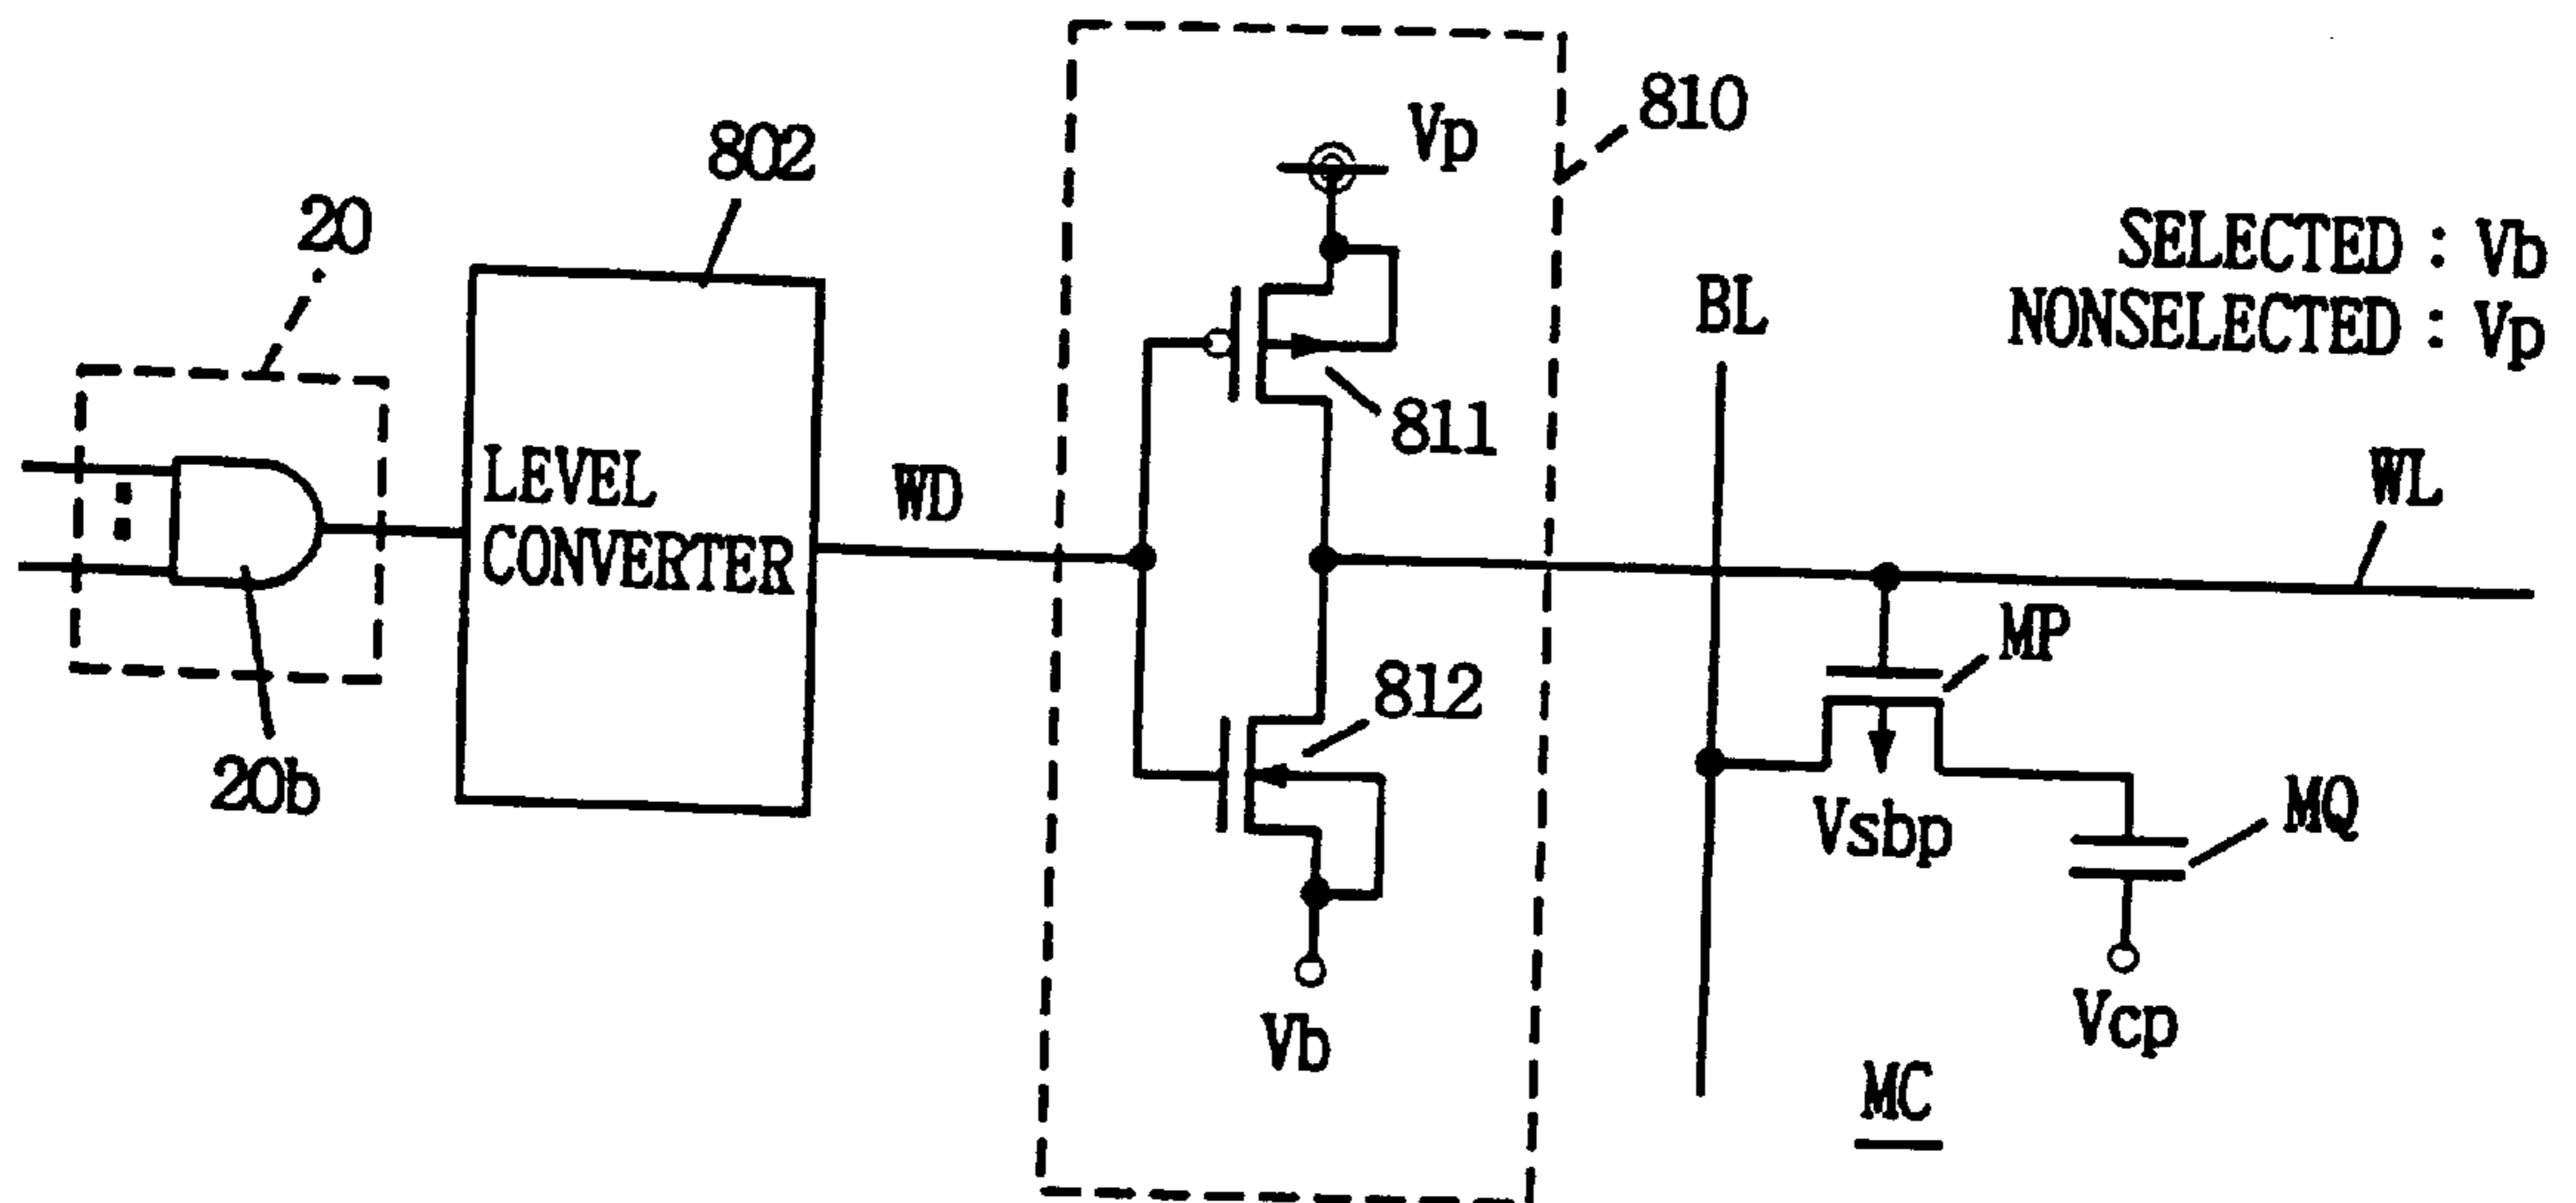 810
Vp
802
20
SELECTED : Vb
NONSELECTED : Vp
BL
811
LEVEL
CONVERTER
WD
WL
MP
812
20b
Vsbp
MQ
Vb
Vcp
MC